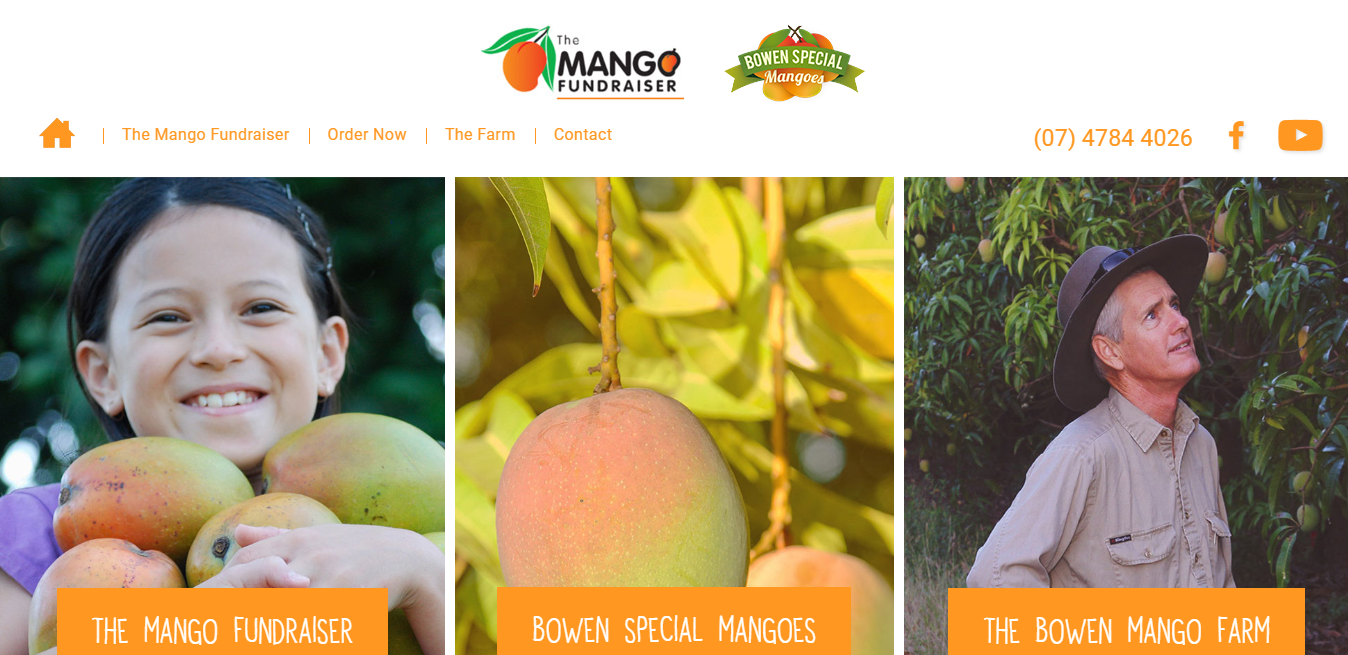 The
MANGO
FUNDRAISER
BOWEN SPECIAL
Mangoes
The Mango Fundraiser
Order Now
The Farm
Contact
(07) 4784 4026
THE MANGO FUNDRAISER
BOWEN SPECIAL MANGOES
THE BOWEN MANGO FARM